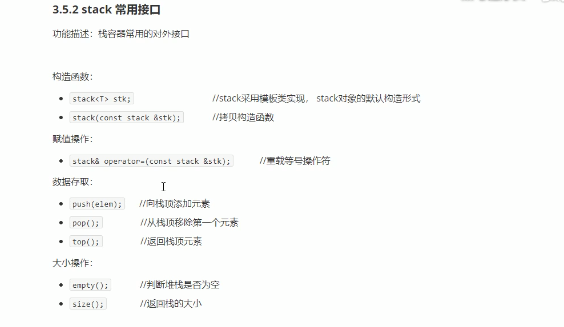 3.5.2 stack 常用接口
功能描述：栈容器常用的对外接口
构造函数：
stack<T> stk; //stack采用模板类实现， stack对象的默认构造形式
stack(const stack &stk); //拷贝构造函数
赋值操作：
stack& operator=(const stack &stk); //重载等号操作符
数据存取：
push(elem); //向栈顶添加元素
pop(); //从栈顶移除第一个元素
top(); //返回栈顶元素
大小操作：
empty(); //判断堆栈是否为空
size(); //返回栈的大小